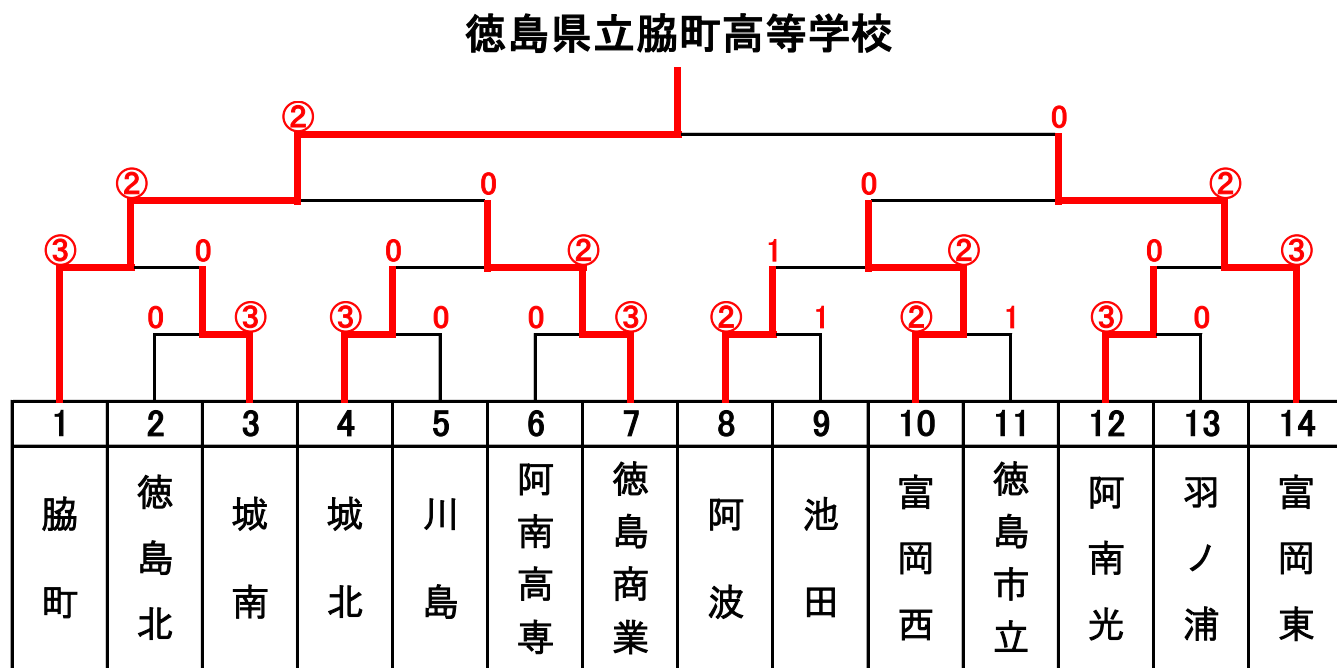 徳島県立脇町高等学校
② 0
② 0 0 ②
③ 0 0 ② 1 ② 0 ③
0 ③ ③ 0 0 ③ ② 1 ② 1 ③ 0
1 2 3 4 5 6 7 8 9 10 11 12 13 14
脇町
徳島北
城南
城北
川島
阿南高専
徳島商業
阿波
池田
富岡西
徳島市立
阿南光
羽ノ浦
富岡東